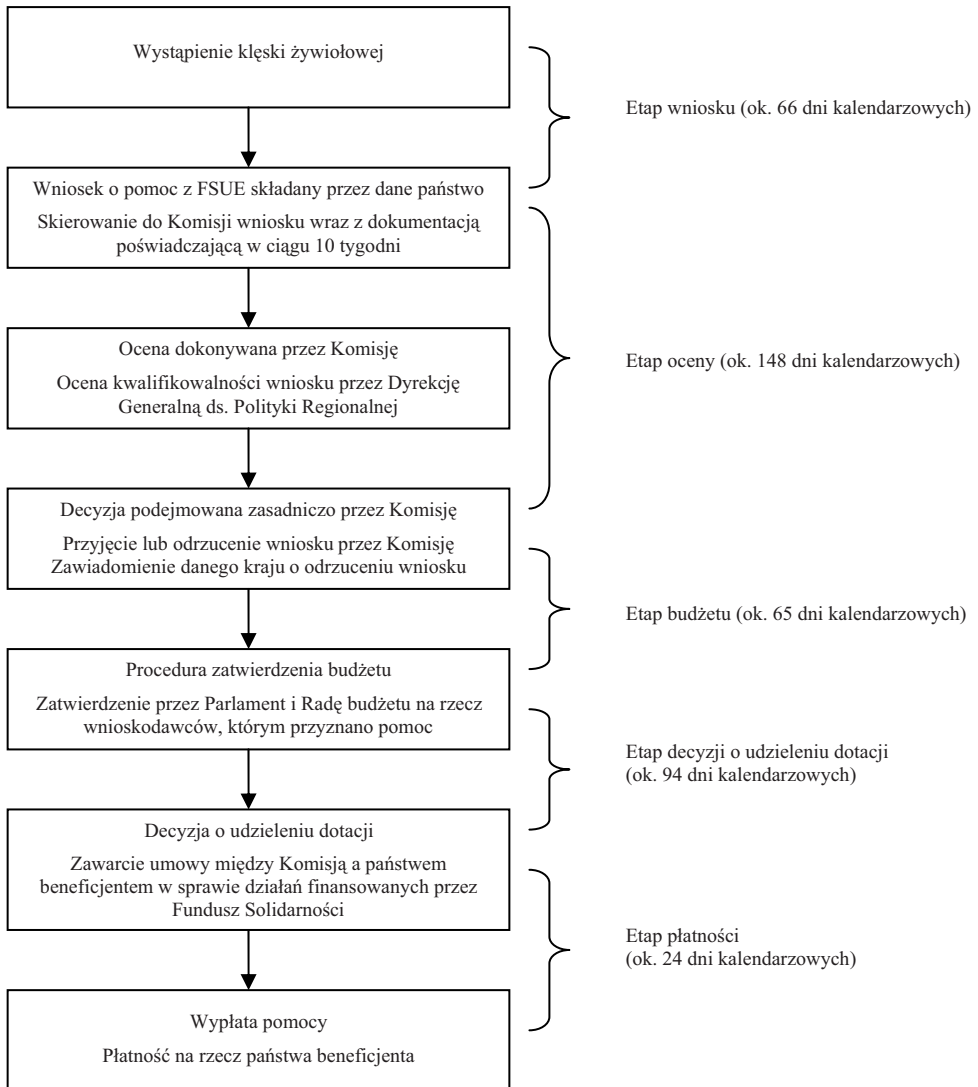 Wystąpienie klęski żywiołowej
Etap wniosku (ok. 66 dni kalendarzowych)
Wniosek o pomoc z FSUE składany przez dane państwo
Skierowanie do Komisji wniosku wraz z dokumentacją
poświadczającą w ciągu 10 tygodni
Ocena dokonywana przez Komisję
Ocena kwalifikowalności wniosku przez Dyrekcję
Generalną ds. Polityki Regionalnej
Etap oceny (ok. 148 dni kalendarzowych)
Decyzja podejmowana zasadniczo przez Komisję
Przyjęcie lub odrzucenie wniosku przez Komisję
Zawiadomienie danego kraju o odrzuceniu wniosku
Etap budżetu (ok. 65 dni kalendarzowych)
Procedura zatwierdzenia budżetu
Zatwierdzenie przez Parlament i Radę budżetu na rzecz
wnioskodawców, którym przyznano pomoc
Etap decyzji o udzieleniu dotacji
(ok. 94 dni kalendarzowych)
Decyzja o udzieleniu dotacji
Zawarcie umowy między Komisją a państwem
beneficjentem w sprawie działań finansowanych przez
Fundusz Solidarności
Etap płatności
(ok. 24 dni kalendarzowych)
Wypłata pomocy
Płatność na rzecz państwa beneficjenta